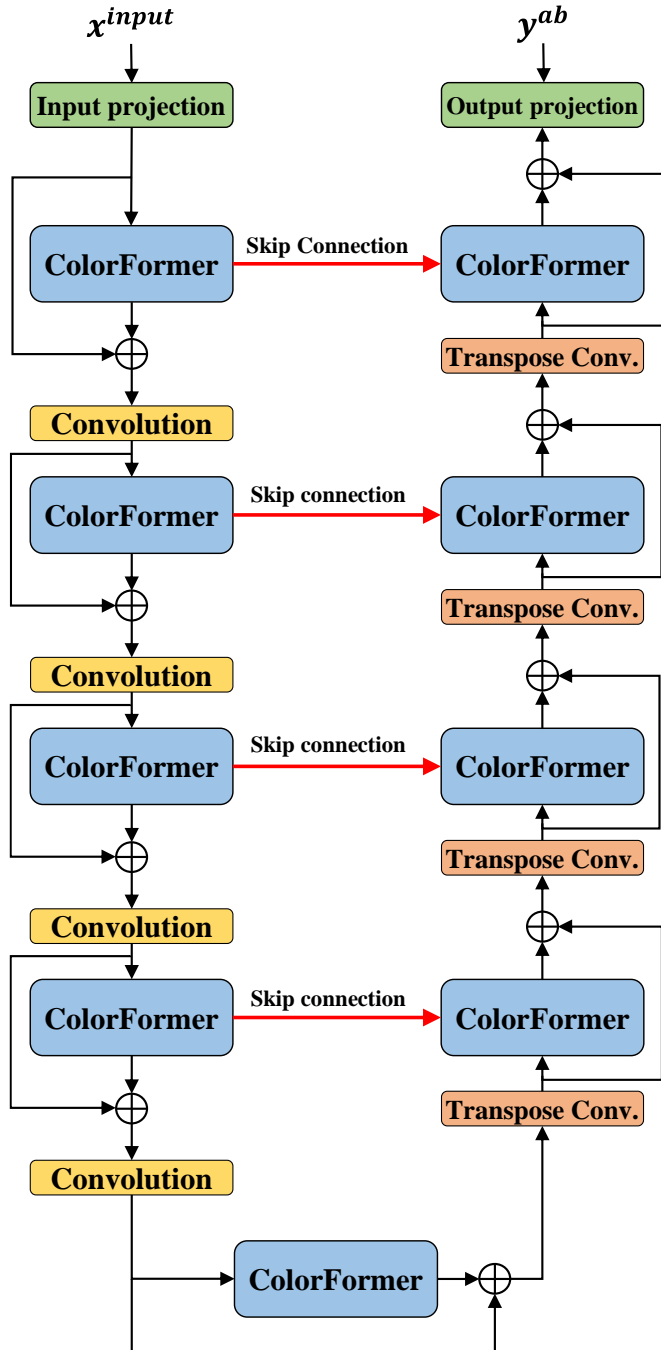 x^input
y^ab
Input projection
Output projection
Skip Connection
ColorFormer
ColorFormer
Transpose Conv.
Convolution
Skip connection
ColorFormer
ColorFormer
Transpose Conv.
Convolution
Skip connection
ColorFormer
ColorFormer
Transpose Conv.
Convolution
Skip connection
ColorFormer
ColorFormer
Transpose Conv.
Convolution
ColorFormer